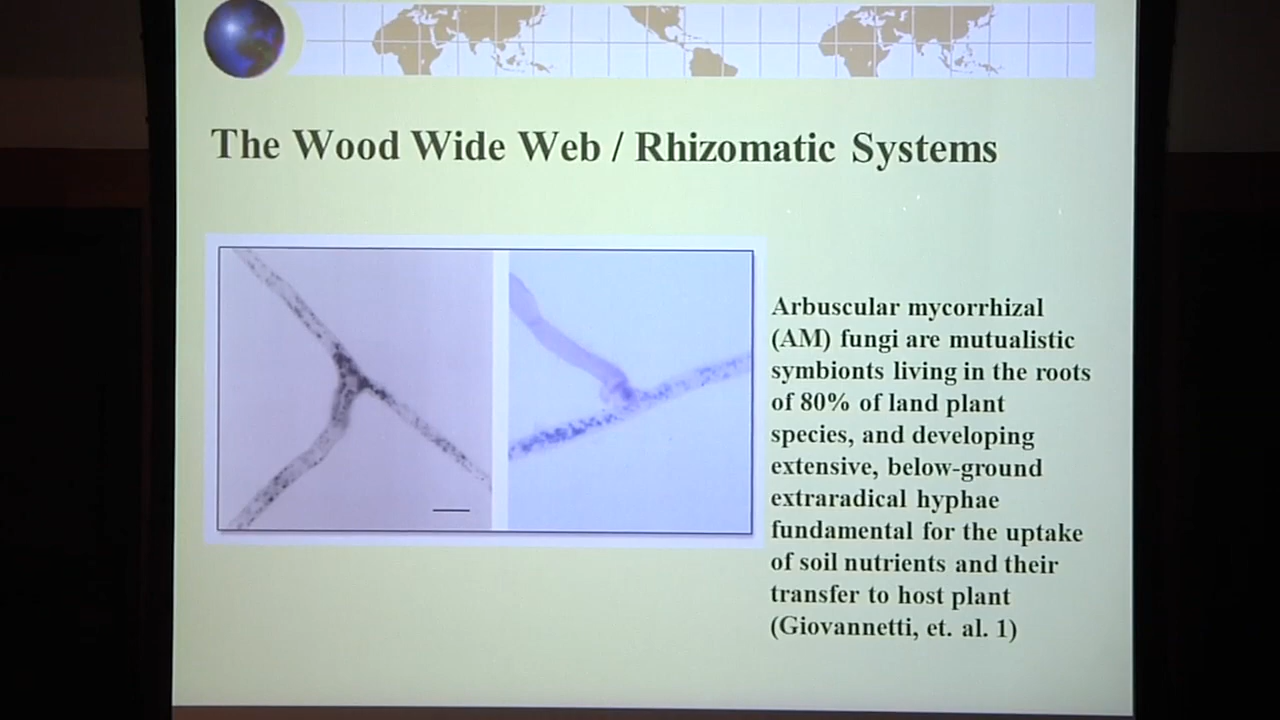 The Wood Wide Web / Rhizomatic Systems
Arbuscular mycorrhizal
(AM) fungi are mutualistic
symbionts living in the roots
of 80% of land plant
species, and developing
extensive, below-ground
extraradical hyphae
fundamental for the uptake
of soil nutrients and their
transfer to host plant
(Giovannetti, et. al. 1)